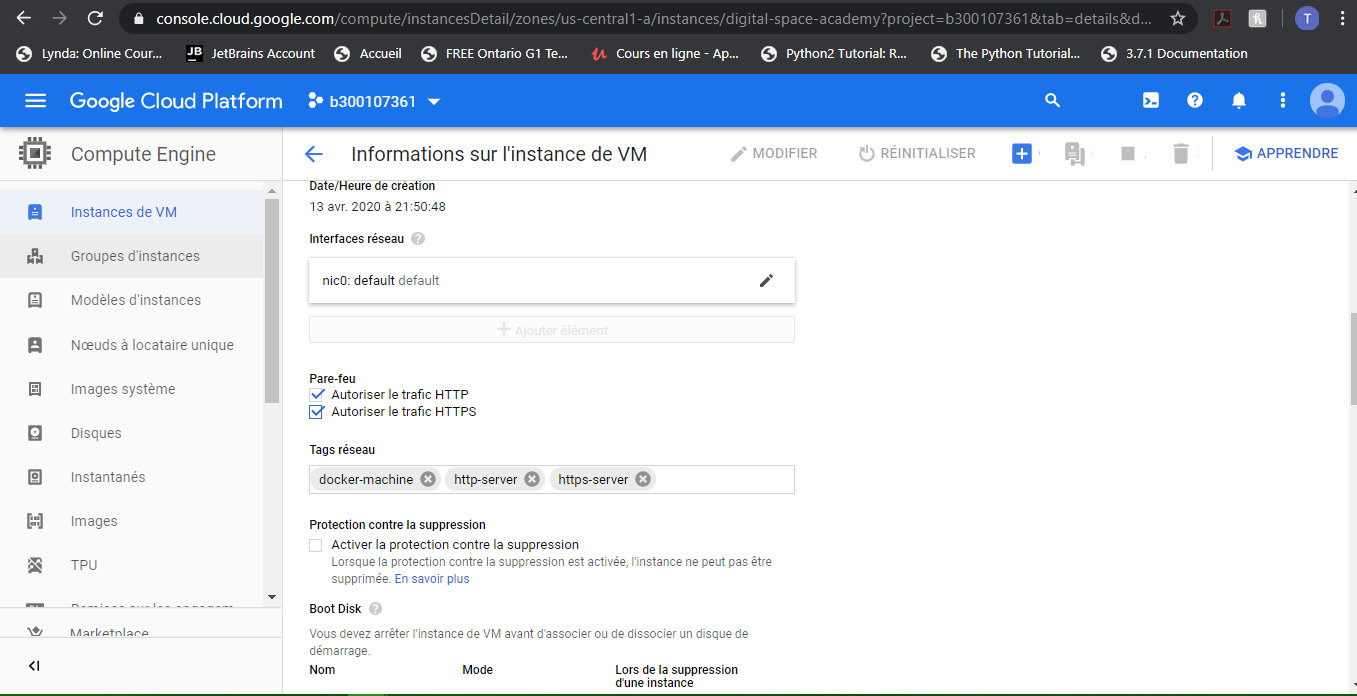 console.cloud.google.com/compute/instancesDetail/zones/us-central1-a/instances/digital-space-academy?project=b300107361&tab=details&d...
T
Lynda: Online Cour... JetBrains Account Accueil FREE Ontario G1 Te... Cours en ligne - Ap... Python2 Tutorial: R... The Python Tutorial... 3.7.1 Documentation
Google Cloud Platform b300107361
Compute Engine
Informations sur l'instance de VM MODIFIER RÉINITIALISER APPRENDRE
Instances de VM
Groupes d'instances
Modèles d'instances
Nœuds à locataire unique
Images système
Disques
Instantanés
Images
TPU
Marketplace
Date/Heure de création
13 avr. 2020 à 21:50:48
Interfaces réseau
nic0: default default
Ajouter élément
Pare-feu
Autoriser le trafic HTTP
Autoriser le trafic HTTPS
Tags réseau
docker-machine http-server https-server
Protection contre la suppression
Activer la protection contre la suppression
Lorsque la protection contre la suppression est activée, l'instance ne peut pas être
supprimée. En savoir plus
Boot Disk
Vous devez arrêter l'instance de VM avant d'associer ou de dissocier un disque de
démarrage.
Nom Mode Lors de la suppression
d'une instance